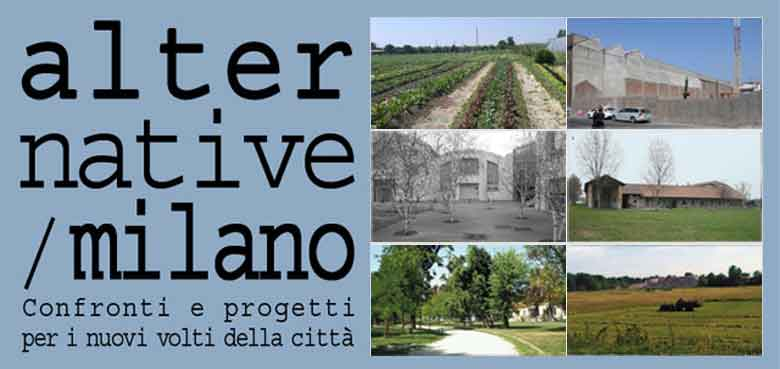 alter
native
/milano
Confronti e progetti
per i nuovi volti della città